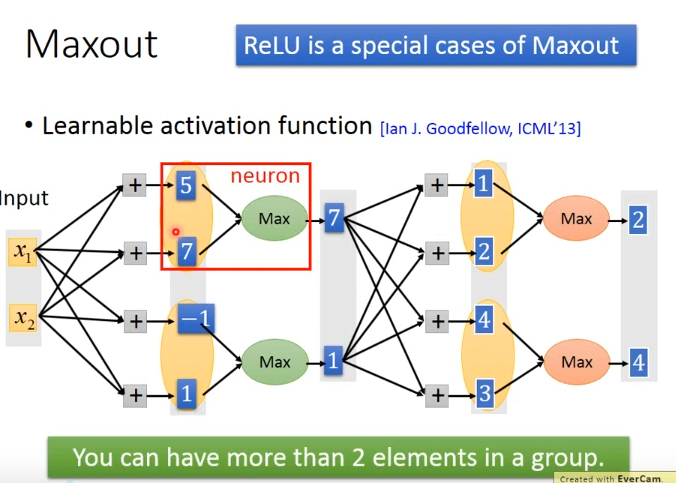 Maxout
ReLU is a special cases of Maxout
• Learnable activation function [Ian J. Goodfellow, ICML'13]
Input
neuron
x₁
x₂
+ 5
+ 7
Max 7
+ −1
+ 1
Max 1
+ 1
+ 2
Max 2
+ 4
+ 3
Max 4
You can have more than 2 elements in a group.
Created with EverCam.